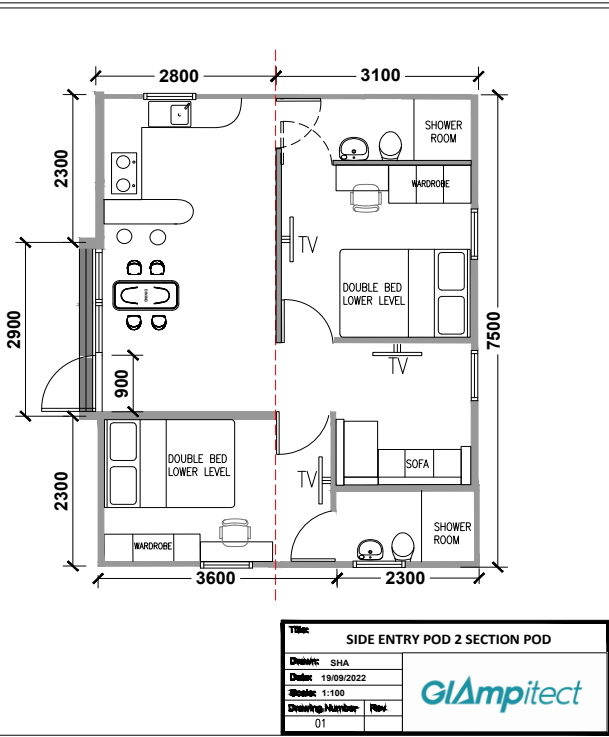 2800
3100
2300
SHOWER
ROOM
WARDROBE
TV
DOUBLE BED
LOWER LEVEL
2900
7500
900
TV
DOUBLE BED
LOWER LEVEL
SOFA
TV
2300
SHOWER
ROOM
WARDROBE
3600
2300
Title:
SIDE ENTRY POD 2 SECTION POD
Drawn: SHA
Date: 19/09/2022
Scale: 1:100
Drawing Number Rev.
01
GlAmpitect